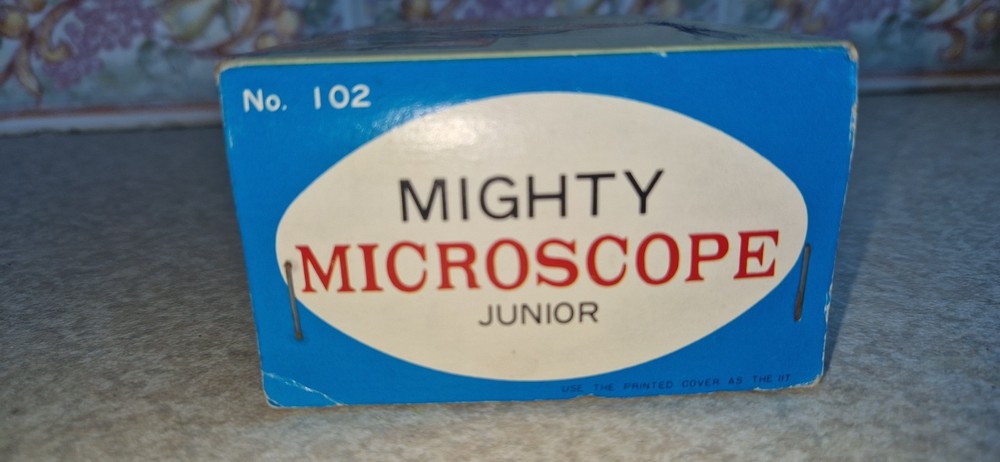 No. 102
MIGHTY
MICROSCOPE
JUNIOR
USE THE PRINTED COVER AS THE